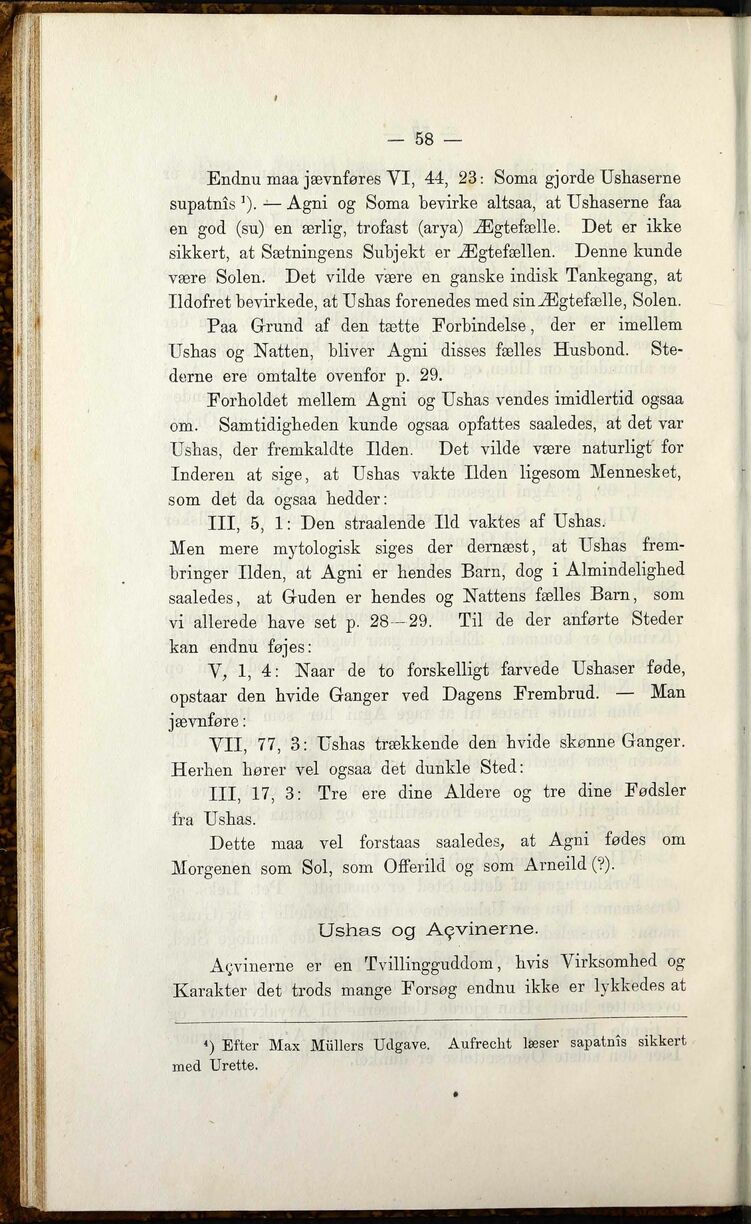 — 58 —
Endnu maa jævnføres VI, 44, 23: Soma gjorde Ushaserne
supatnîs ¹). — Agni og Soma bevirke altsaa, at Ushaserne faa
en god (su) en ærlig, trofast (arya) Ægtefælle. Det er ikke
sikkert, at Sætningens Subjekt er Ægtefællen. Denne kunde
være Solen. Det vilde være en ganske indisk Tankegang, at
Ildofret bevirkede, at Ushas forenedes med sin Ægtefælle, Solen.
Paa Grund af den tætte Forbindelse, der er imellem
Ushas og Natten, bliver Agni disses fælles Husbond. Ste-
derne ere omtalte ovenfor p. 29.
Forholdet mellem Agni og Ushas vendes imidlertid ogsaa
om. Samtidigheden kunde ogsaa opfattes saaledes, at det var
Ushas, der fremkaldte Ilden. Det vilde være naturligt for
Inderen at sige, at Ushas vakte Ilden ligesom Mennesket,
som det da ogsaa hedder:
III, 5, 1: Den straalende Ild vaktes af Ushas.
Men mere mytologisk siges der dernæst, at Ushas frem-
bringer Ilden, at Agni er hendes Barn, dog i Almindelighed
saaledes, at Guden er hendes og Nattens fælles Barn, som
vi allerede have set p. 28—29. Til de der anførte Steder
kan endnu føjes:
V, 1, 4: Naar de to forskelligt farvede Ushaser føde,
opstaar den hvide Ganger ved Dagens Frembrud. — Man
jævnføre:
VII, 77, 3: Ushas trækkende den hvide skønne Ganger.
Herhen hører vel ogsaa det dunkle Sted:
III, 17, 3: Tre ere dine Aldere og tre dine Fødsler
fra Ushas.
Dette maa vel forstaas saaledes, at Agni fødes om
Morgenen som Sol, som Offerild og som Arneild (?).
Ushas og Açvinerne.
Açvinerne er en Tvillingguddom, hvis Virksomhed og
Karakter det trods mange Forsøg endnu ikke er lykkedes at
⁴) Efter Max Müllers Udgave. Aufrecht læser sapatnîs sikkert
med Urette.